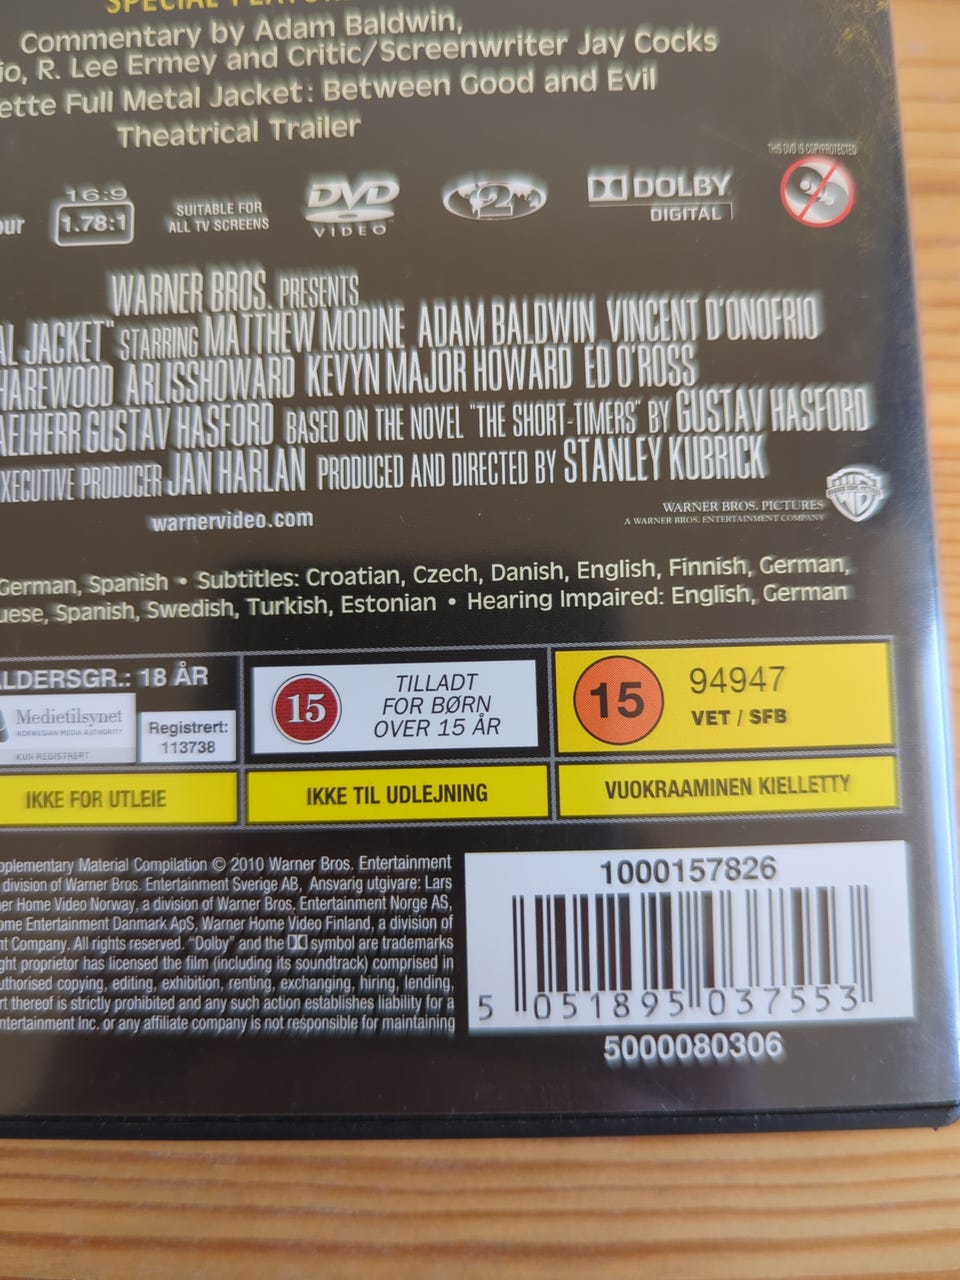 SPECIAL FEATUR
Commentary by Adam Baldwin,
io, R. Lee Ermey and Critic/Screenwriter Jay Cocks
ette Full Metal Jacket: Between Good and Evil
Theatrical Trailer
THIS DVD IS COPYPROTECTED
our
16:9
1.78:1
SUITABLE FOR
ALL TV SCREENS
DVD
VIDEO
2
DOLBY
DIGITAL
WARNER BROS. PRESENTS
AL JACKET" STARRING MATTHEW MODINE ADAM BALDWIN VINCENT D'ONOFRIO
HAREWOOD ARLISSHOWARD KEVYN MAJOR HOWARD ED O'ROSS
AELHERR GUSTAV HASFORD BASED ON THE NOVEL "THE SHORT-TIMERS" BY GUSTAV HASFORD
XECUTIVE PRODUCER JAN HARLAN PRODUCED AND DIRECTED BY STANLEY KUBRICK
warnervideo.com
WARNER BROS. PICTURES
A WARNER BROS. ENTERTAINMENT COMPANY
WB
German, Spanish • Subtitles: Croatian, Czech, Danish, English, Finnish, German,
uese, Spanish, Swedish, Turkish, Estonian • Hearing Impaired: English, German
ALDERSGR.: 18 ÅR
Medietilsynet
NORWEGIAN MEDIA AUTHORITY
KUN REGISTRERT
Registrert:
113738
15
TILLADT
FOR BØRN
OVER 15 ÅR
15
94947
VET / SFB
IKKE FOR UTLEIE
IKKE TIL UDLEJNING
VUOKRAAMINEN KIELLETTY
pplementary Material Compilation © 2010 Warner Bros. Entertainment
division of Warner Bros. Entertainment Sverige AB, Ansvarig utgivare: Lars
er Home Video Norway, a division of Warner Bros. Entertainment Norge AS,
ome Entertainment Danmark ApS, Warner Home Video Finland, a division of
nt Company. All rights reserved. "Dolby" and the symbol are trademarks
ght proprietor has licensed the film (including its soundtrack) comprised in
uthorised copying, editing, exhibition, renting, exchanging, hiring, lending,
rt thereof is strictly prohibited and any such action establishes liability for a
ntertainment Inc. or any affiliate company is not responsible for maintaining
1000157826
5 051895 037553
5000080306